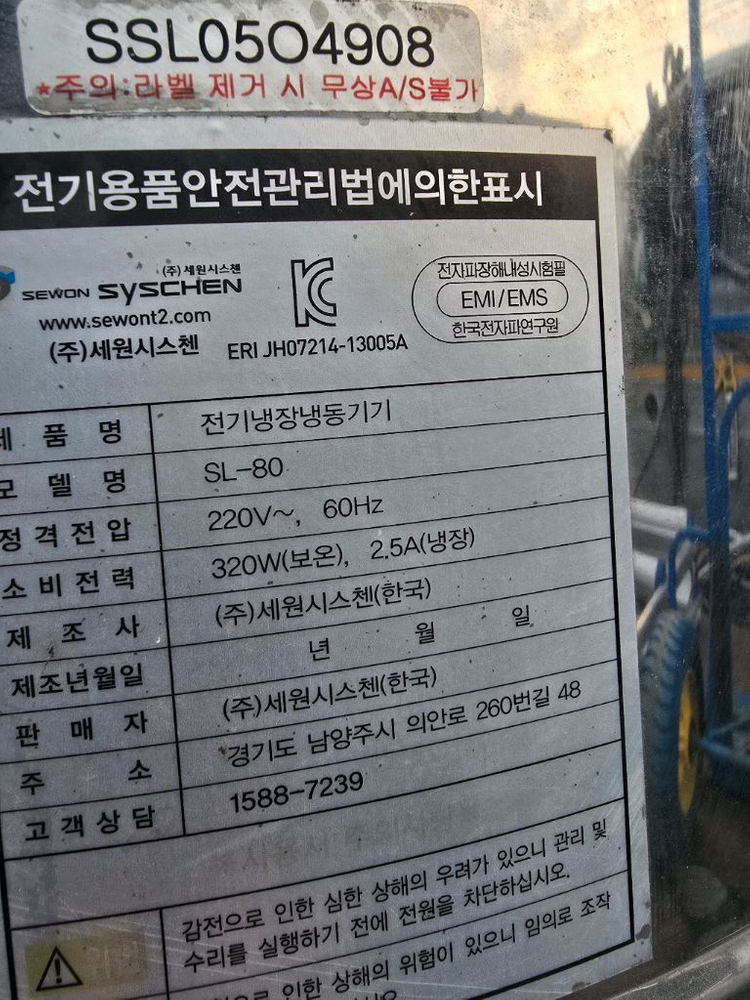 SSL05O4908
*주의:라벨 제거 시 무상A/S불가
전기용품안전관리법에의한표시
(주)세원시스첸
SEWON SYSCHEN
www.sewont2.com
(주)세원시스첸
ERI JH07214-13005A
전자파장해내성시험필
EMI/EMS
한국전자파연구원
제 품 명 전기냉장냉동기기
모 델 명 SL-80
정격전압 220V~, 60Hz
소비전력 320W(보온), 2.5A(냉장)
제 조 사 (주)세원시스첸(한국)
제조년월일 년 월 일
판 매 자 (주)세원시스첸(한국)
주 소 경기도 남양주시 의안로 260번길 48
고객상담 1588-7239
감전으로 인한 심한 상해의 우려가 있으니 관리 및
수리를 실행하기 전에 전원을 차단하십시오.
인한 상해의 위험이 있으니 임의로 조작